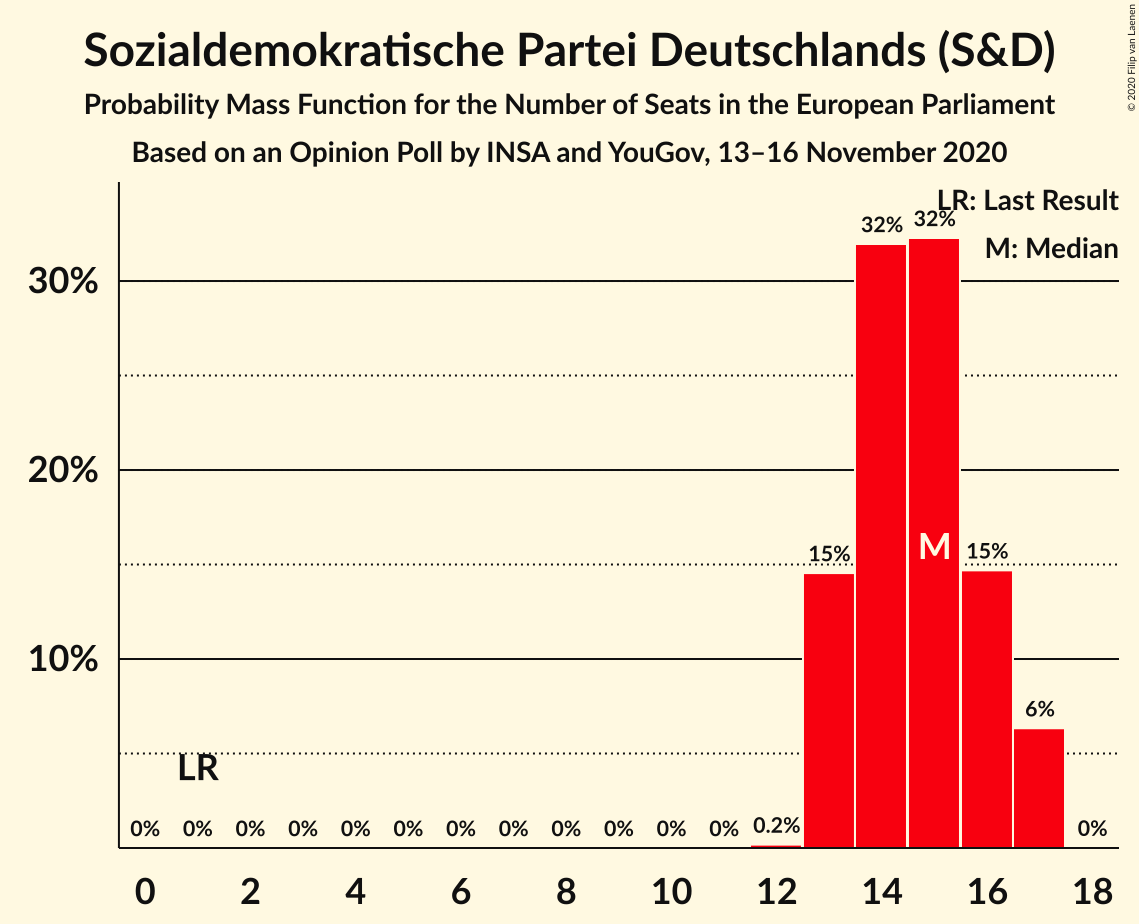 Sozialdemokratische Partei Deutschlands (S&D)
Probability Mass Function for the Number of Seats in the European Parliament
Based on an Opinion Poll by INSA and YouGov, 13–16 November 2020
© 2020 Filip van Laenen
LR: Last Result
M: Median
32% 32%
30%
20%
15% M 15%
10%
6%
LR
0% 0% 0% 0% 0% 0% 0% 0% 0% 0% 0% 0% 0.2% 0%
0 2 4 6 8 10 12 14 16 18